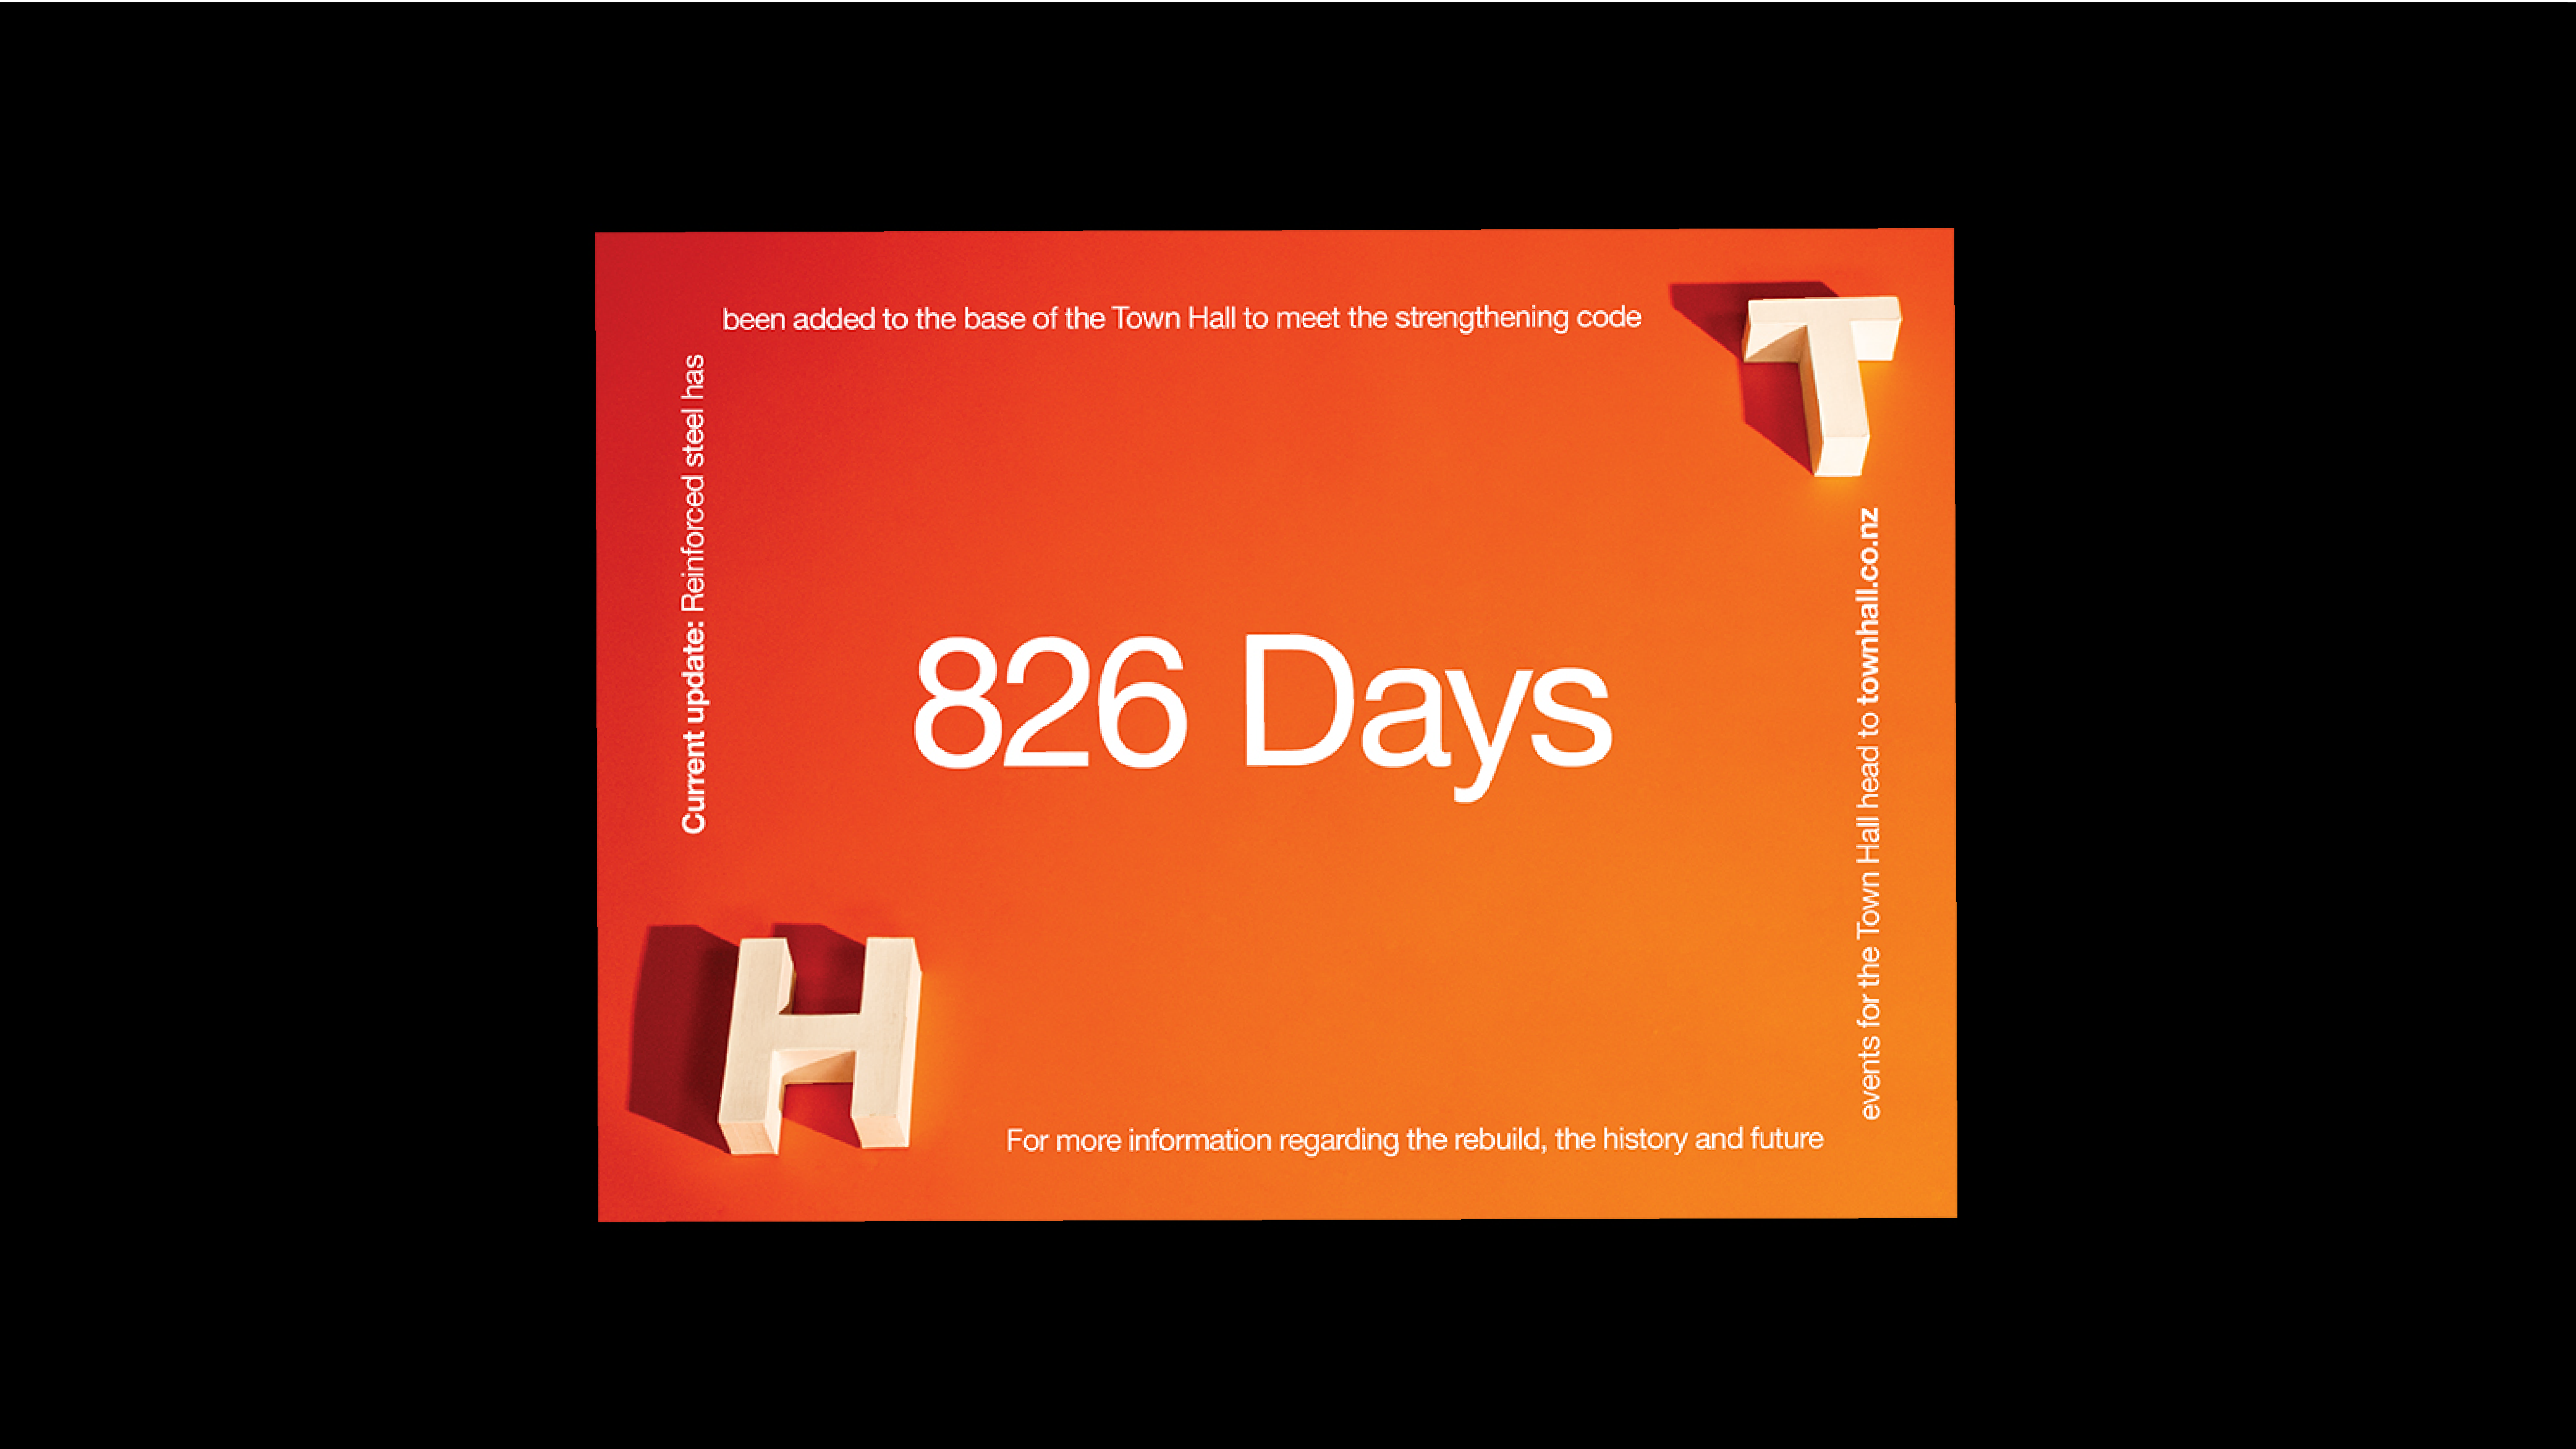 Current update: Reinforced steel has
been added to the base of the Town Hall to meet the strengthening code
T
826 Days
H
For more information regarding the rebuild, the history and future
events for the Town Hall head to townhall.co.nz